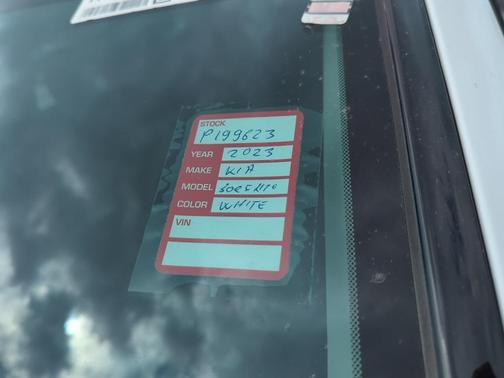 STOCK
P199623
YEAR 2023
MAKE KIA
MODEL SORENTO
COLOR WHITE
VIN